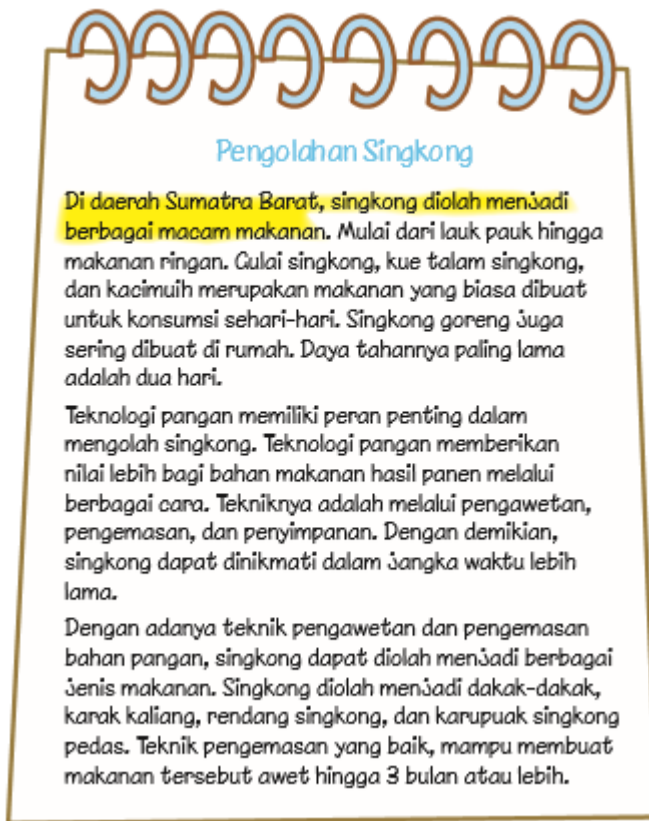 Pengolahan Singkong
Di daerah Sumatra Barat, singkong diolah menjadi
berbagai macam makanan. Mulai dari lauk pauk hingga
makanan ringan. Gulai singkong, kue talam singkong,
dan kacimuih merupakan makanan yang biasa dibuat
untuk konsumsi sehari-hari. Singkong goreng juga
sering dibuat di rumah. Daya tahannya paling lama
adalah dua hari.
Teknologi pangan memiliki peran penting dalam
mengolah singkong. Teknologi pangan memberikan
nilai lebih bagi bahan makanan hasil panen melalui
berbagai cara. Tekniknya adalah melalui pengawetan,
pengemasan, dan penyimpanan. Dengan demikian,
singkong dapat dinikmati dalam jangka waktu lebih
lama.
Dengan adanya teknik pengawetan dan pengemasan
bahan pangan, singkong dapat diolah menjadi berbagai
jenis makanan. Singkong diolah menjadi dakak-dakak,
karak kaliang, rendang singkong, dan karupuak singkong
pedas. Teknik pengemasan yang baik, mampu membuat
makanan tersebut awet hingga 3 bulan atau lebih.